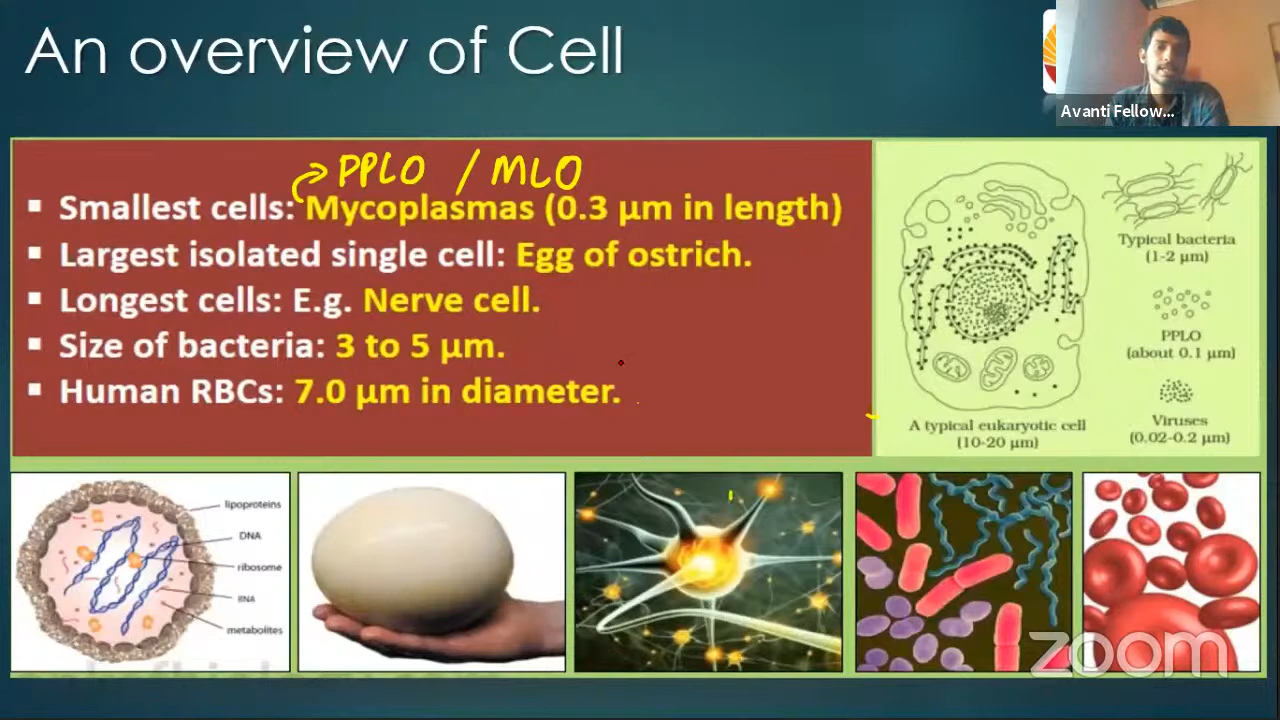 An overview of Cell
Avanti Fellow...
PPLO / MLO
▪ Smallest cells: Mycoplasmas (0.3 μm in length)
▪ Largest isolated single cell: Egg of ostrich.
▪ Longest cells: E.g. Nerve cell.
▪ Size of bacteria: 3 to 5 μm.
▪ Human RBCs: 7.0 μm in diameter.
Typical bacteria
(1-2 μm)
PPLO
(about 0.1 μm)
Viruses
(0.02-0.2 μm)
A typical eukaryotic cell
(10-20 μm)
lipoproteins
DNA
ribosome
RNA
metabolites
zoom